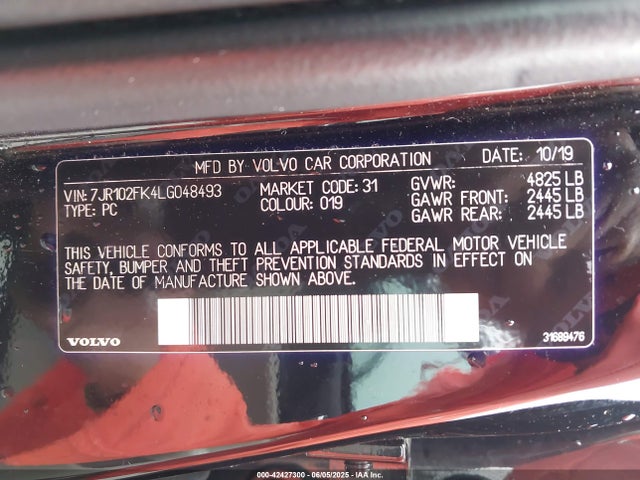 MFD BY VOLVO CAR CORPORATION DATE: 10/19
VIN: 7JR102FK4LG048493 MARKET CODE: 31 GVWR: 4825 LB
TYPE: PC COLOUR: 019 GAWR FRONT: 2445 LB
GAWR REAR: 2445 LB
THIS VEHICLE CONFORMS TO ALL APPLICABLE FEDERAL MOTOR VEHICLE
SAFETY, BUMPER AND THEFT PREVENTION STANDARDS IN EFFECT ON
THE DATE OF MANUFACTURE SHOWN ABOVE.
VOLVO 31689476
000-42427300 - 06/05/2025 - IAA Inc.